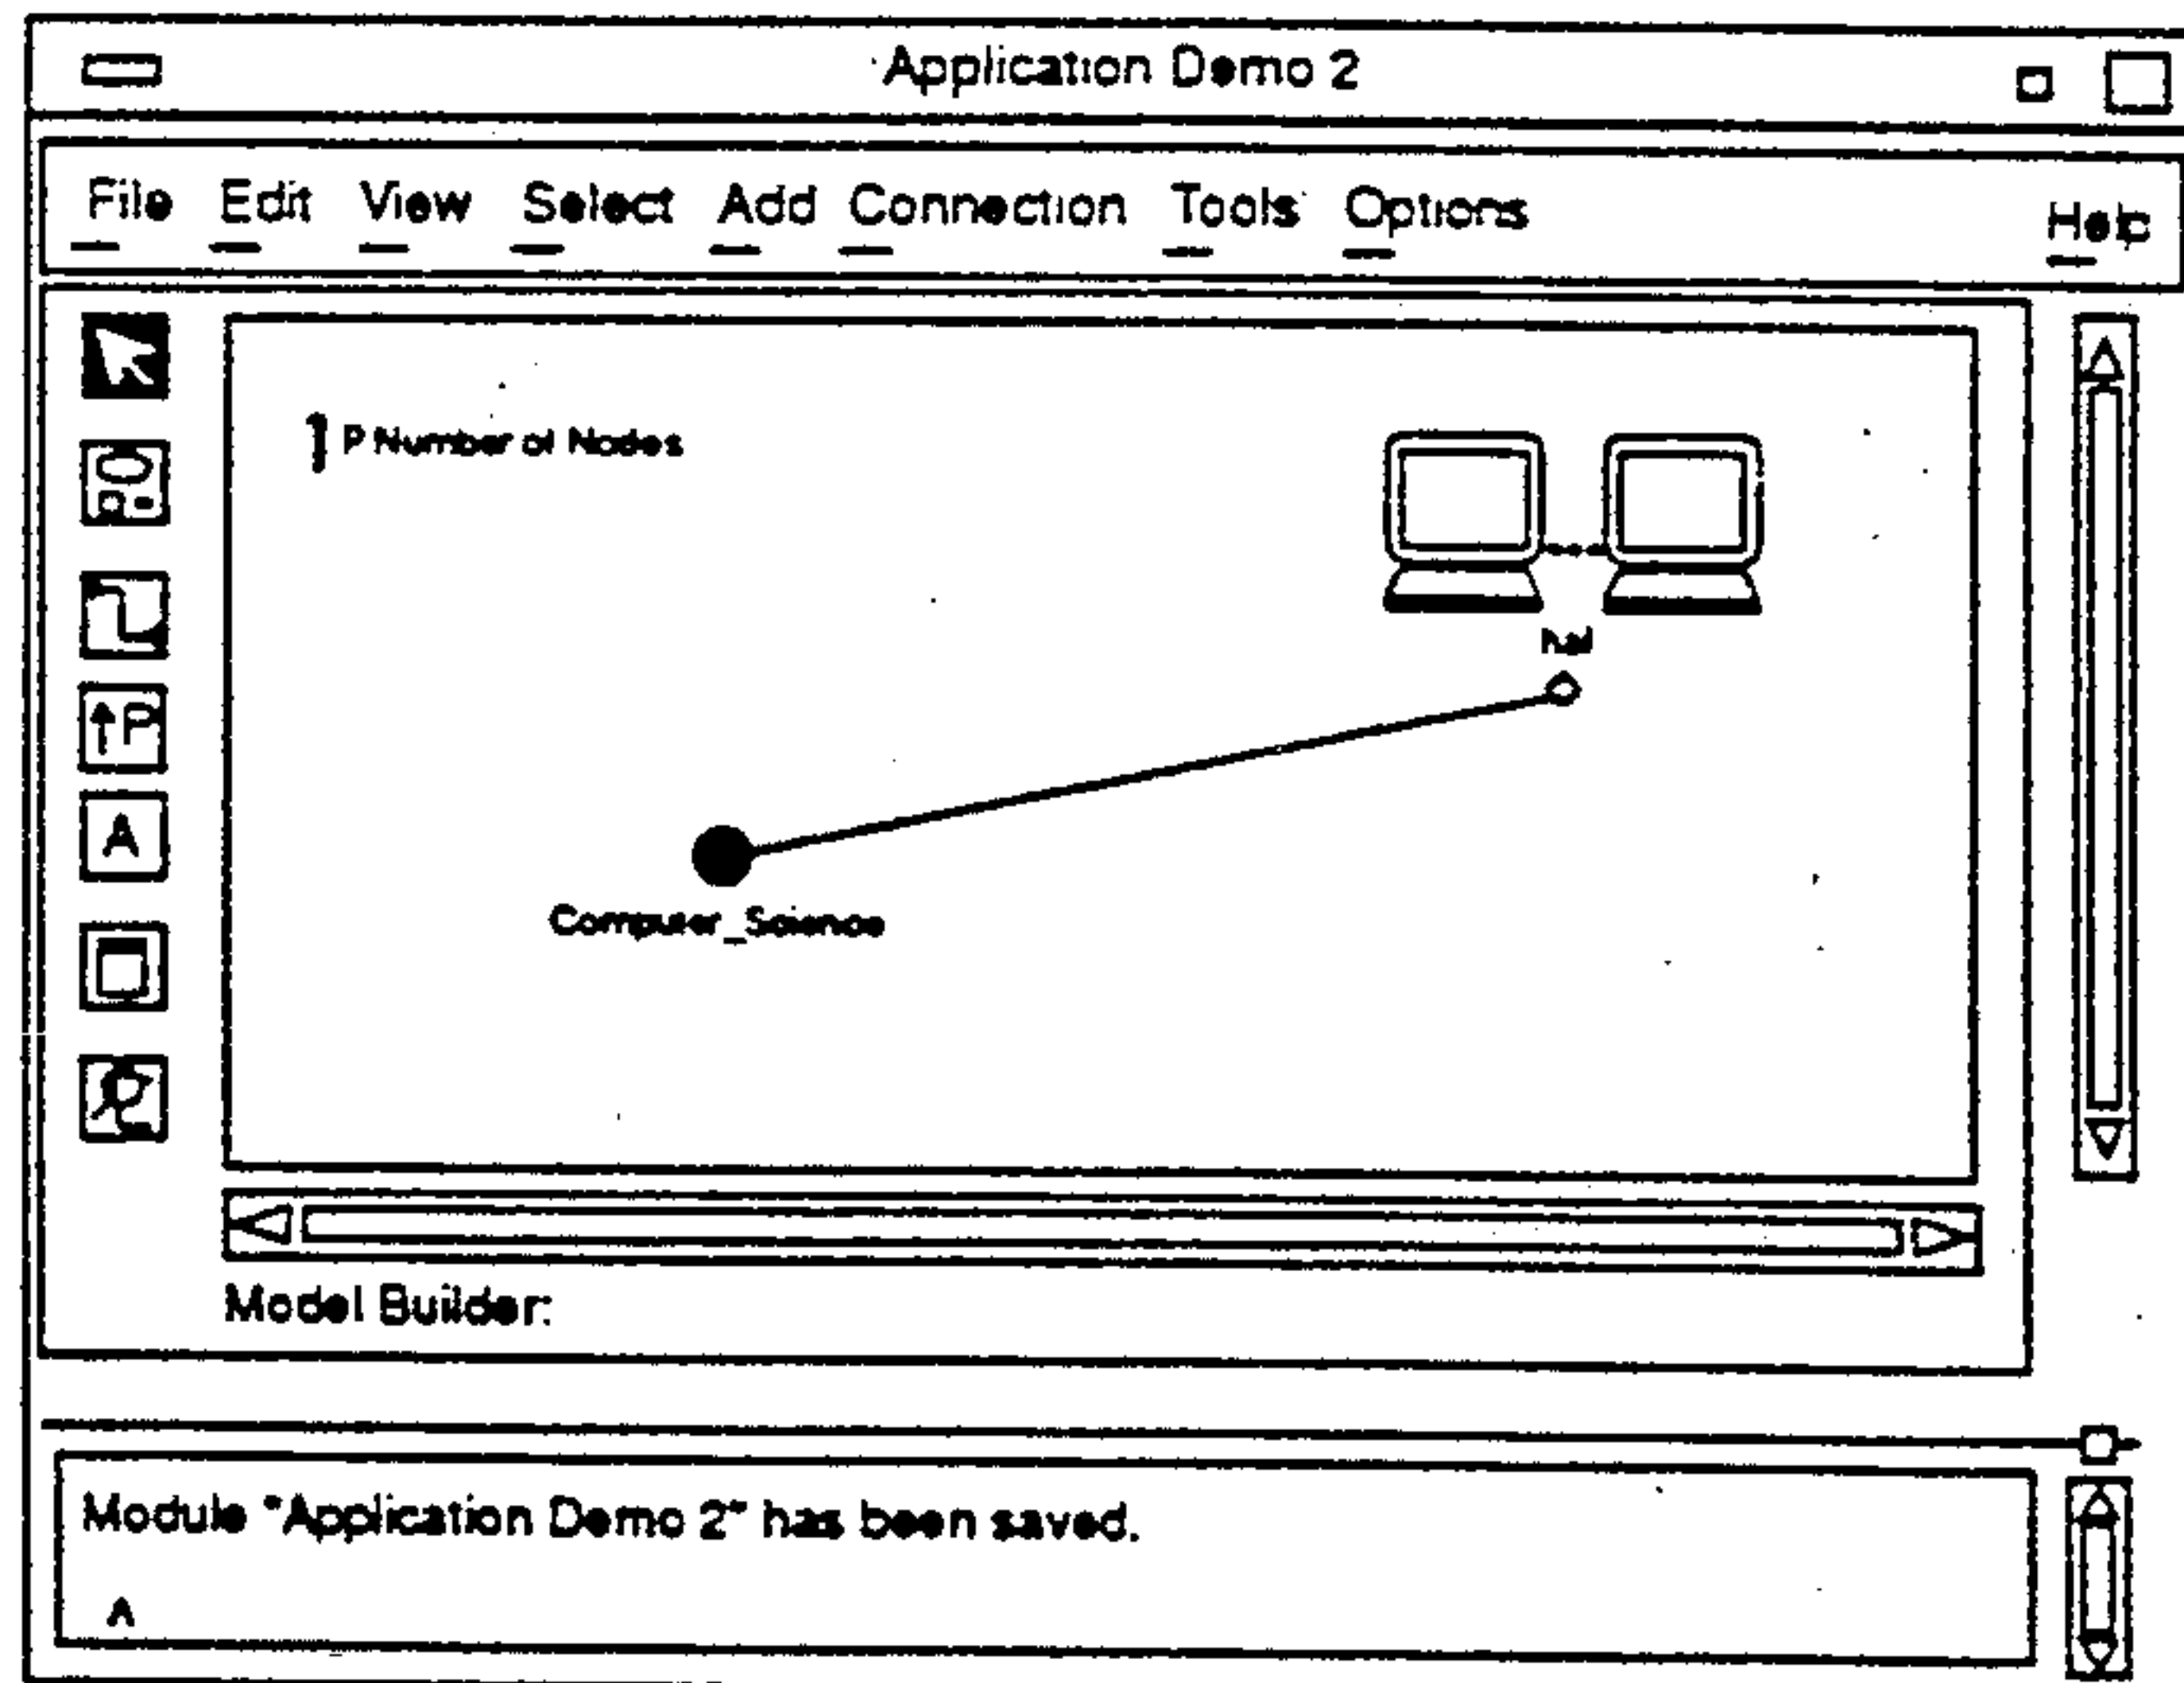 Application Demo 2
File Edit View Select Add Connection Tools Options Help
P Number of Nodes
P
A
Computer_Science
Model Builder:
Module "Application Demo 2" has been saved.
^